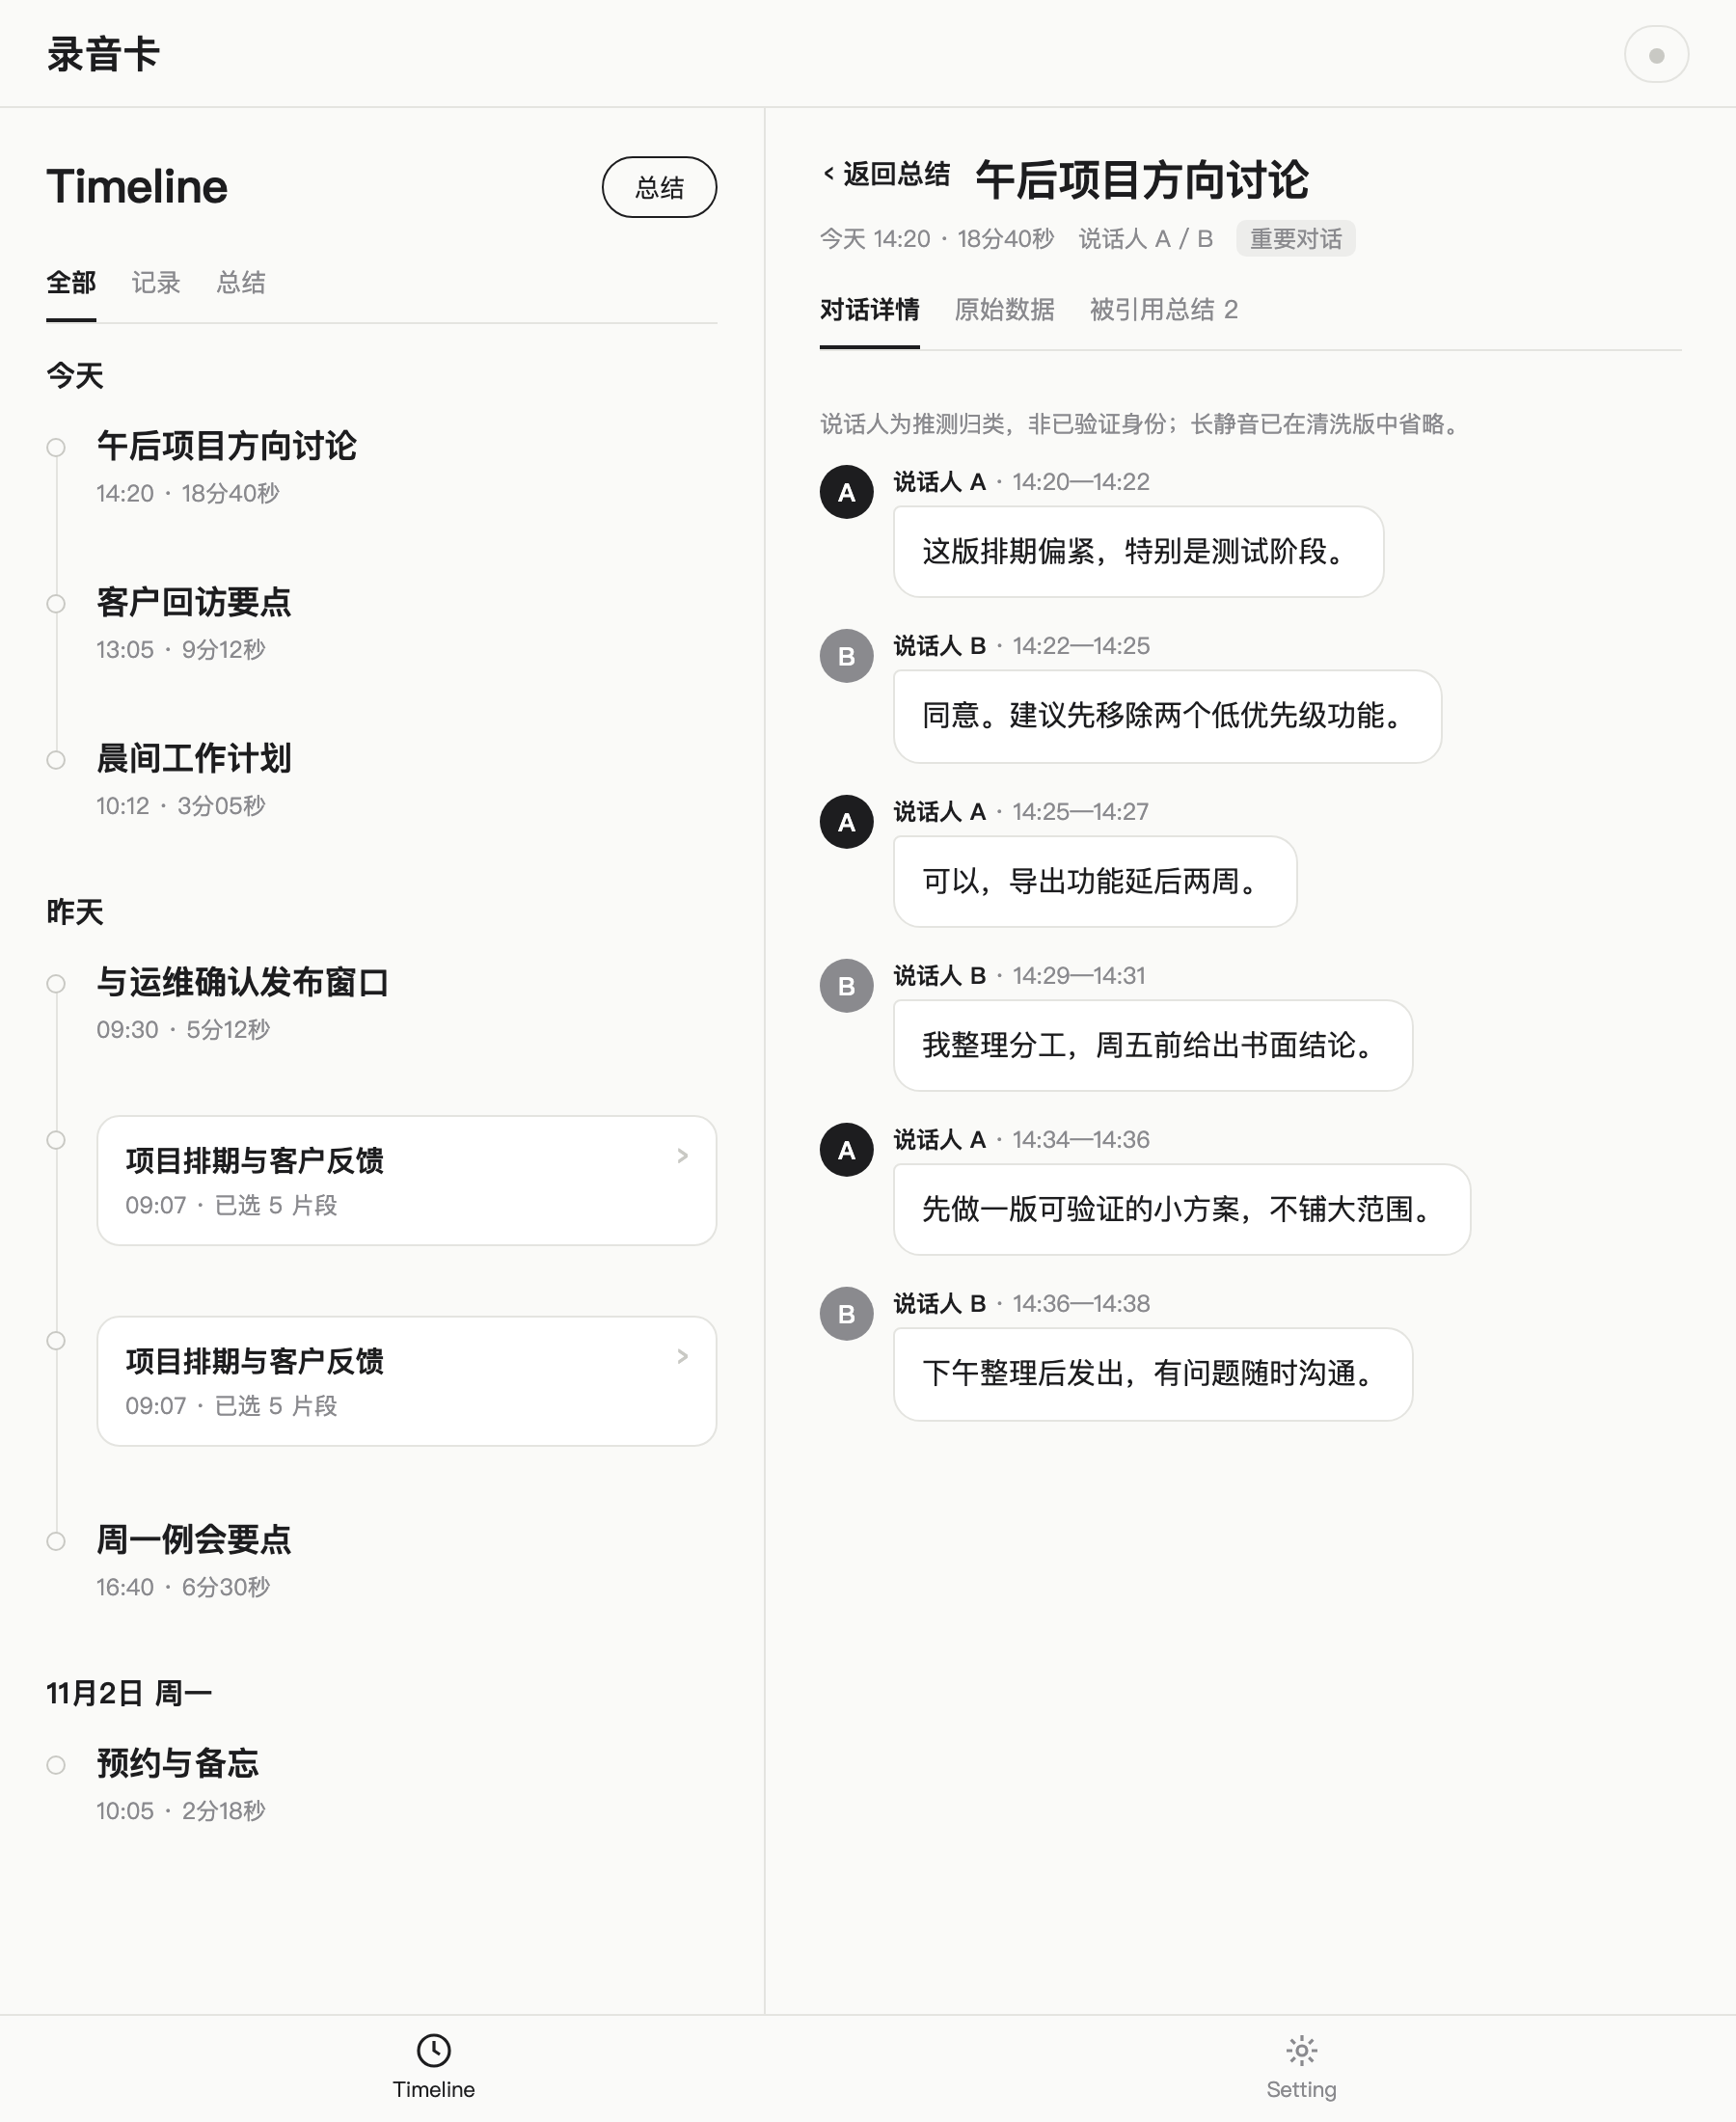 录音卡
Timeline
总结
全部 记录 总结
今天
午后项目方向讨论
14:20 · 18分40秒
客户回访要点
13:05 · 9分12秒
晨间工作计划
10:12 · 3分05秒
昨天
与运维确认发布窗口
09:30 · 5分12秒
项目排期与客户反馈
09:07 · 已选 5 片段
项目排期与客户反馈
09:07 · 已选 5 片段
周一例会要点
16:40 · 6分30秒
11月2日 周一
预约与备忘
10:05 · 2分18秒
‹ 返回总结 午后项目方向讨论
今天 14:20 · 18分40秒 说话人 A / B 重要对话
对话详情 原始数据 被引用总结 2
说话人为推测归类，非已验证身份；长静音已在清洗版中省略。
A 说话人 A · 14:20—14:22
这版排期偏紧，特别是测试阶段。
B 说话人 B · 14:22—14:25
同意。建议先移除两个低优先级功能。
A 说话人 A · 14:25—14:27
可以，导出功能延后两周。
B 说话人 B · 14:29—14:31
我整理分工，周五前给出书面结论。
A 说话人 A · 14:34—14:36
先做一版可验证的小方案，不铺大范围。
B 说话人 B · 14:36—14:38
下午整理后发出，有问题随时沟通。
Timeline
Setting